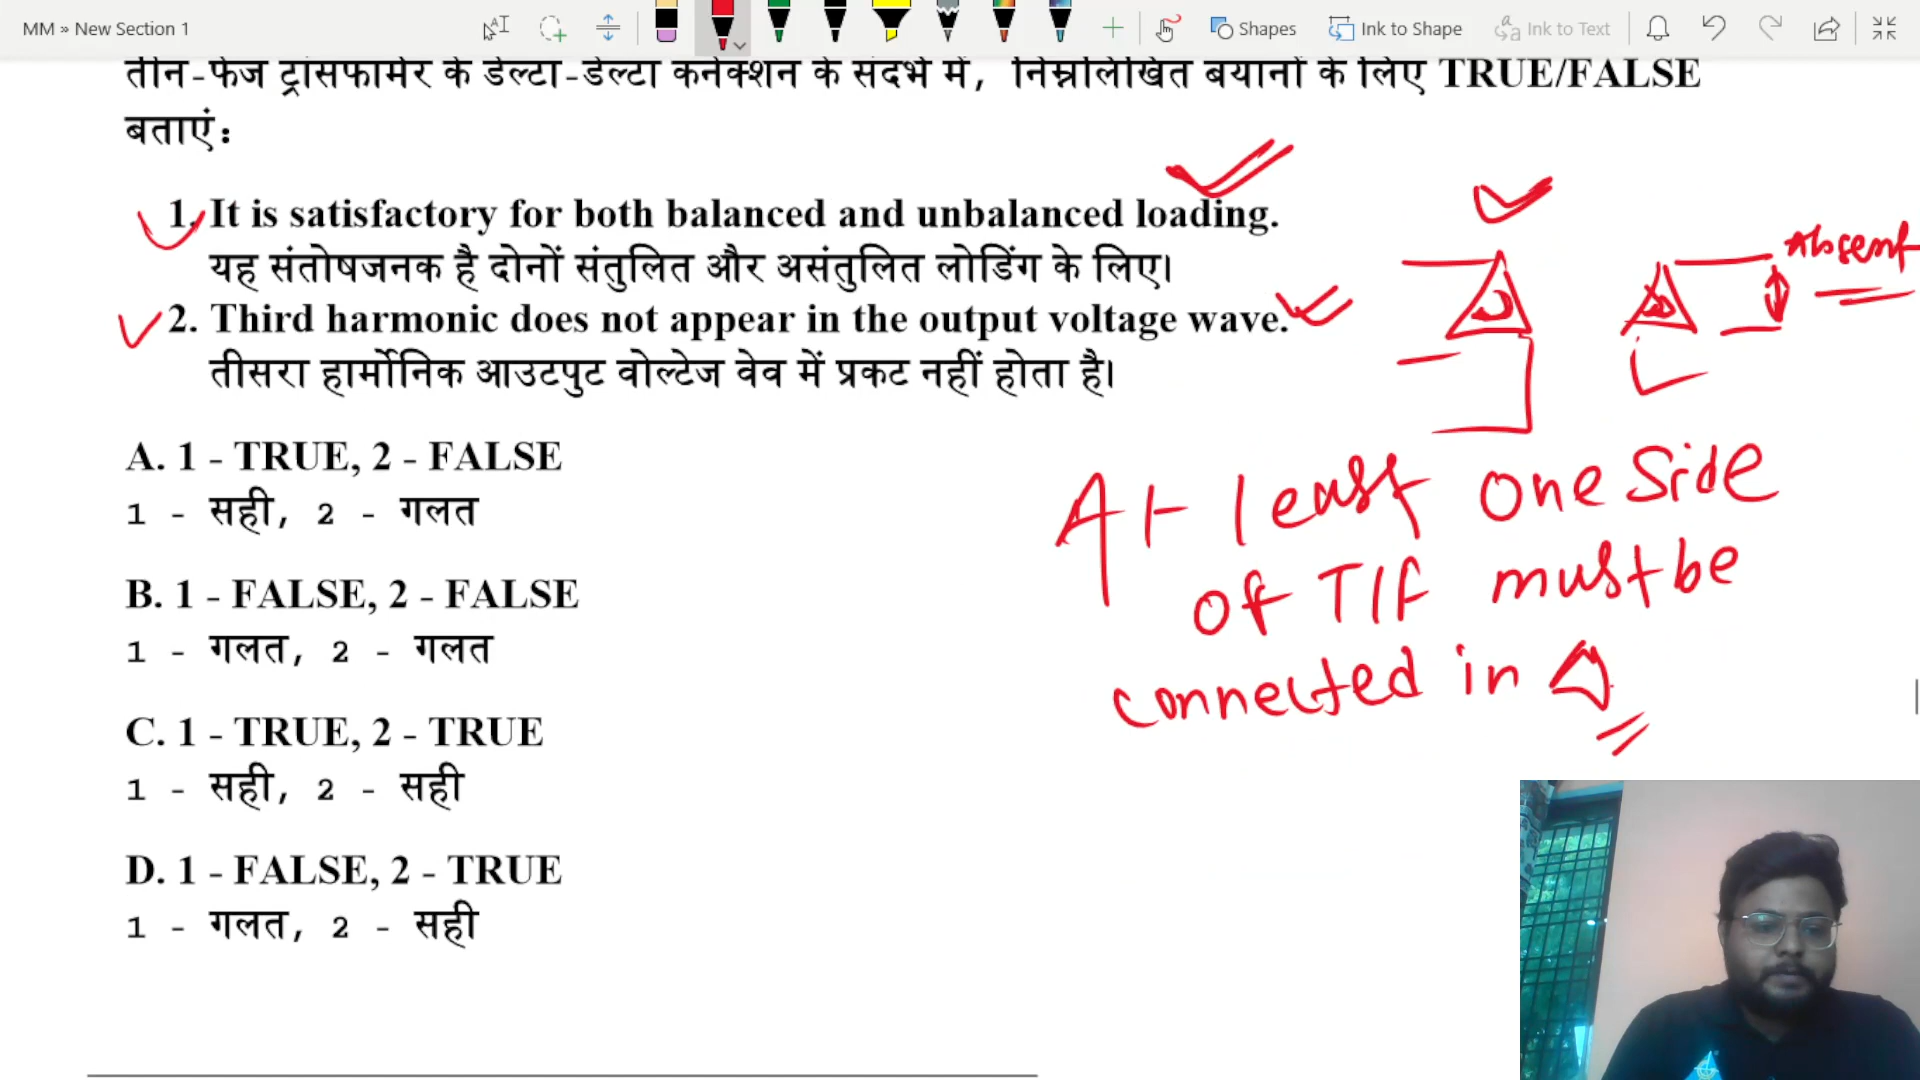 MM » New Section 1
Shapes
Ink to Shape
Ink to Text
तीन-फेज ट्रांसफार्मर के डेल्टा-डेल्टा कनेक्शन के संदर्भ में, निम्नलिखित बयानों के लिए TRUE/FALSE
बताएं:
1. It is satisfactory for both balanced and unbalanced loading.
यह संतोषजनक है दोनों संतुलित और असंतुलित लोडिंग के लिए।
Absent
2. Third harmonic does not appear in the output voltage wave.
तीसरा हार्मोनिक आउटपुट वोल्टेज वेव में प्रकट नहीं होता है।
A. 1 - TRUE, 2 - FALSE
1 - सही, 2 - गलत
At least one side
of T/F must be
connected in Δ
B. 1 - FALSE, 2 - FALSE
1 - गलत, 2 - गलत
C. 1 - TRUE, 2 - TRUE
1 - सही, 2 - सही
D. 1 - FALSE, 2 - TRUE
1 - गलत, 2 - सही